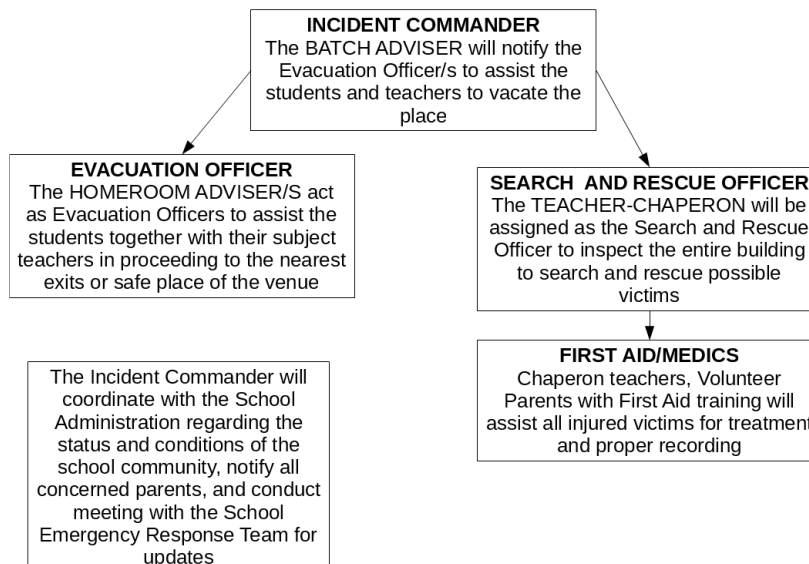 INCIDENT COMMANDER
The BATCH ADVISER will notify the
Evacuation Officer/s to assist the
students and teachers to vacate the
place
EVACUATION OFFICER
The HOMEROOM ADVISER/S act
as Evacuation Officers to assist the
students together with their subject
teachers in proceeding to the nearest
exits or safe place of the venue
SEARCH  AND RESCUE OFFICER
The TEACHER-CHAPERON will be
assigned as the Search and Rescue
Officer to inspect the entire building
to search and rescue possible
victims
FIRST AID/MEDICS
Chaperon teachers, Volunteer
Parents with First Aid training will
assist all injured victims for treatment
and proper recording
The Incident Commander will
coordinate with the School
Administration regarding the
status and conditions of the
school community, notify all
concerned parents, and conduct
meeting with the School
Emergency Response Team for
updates